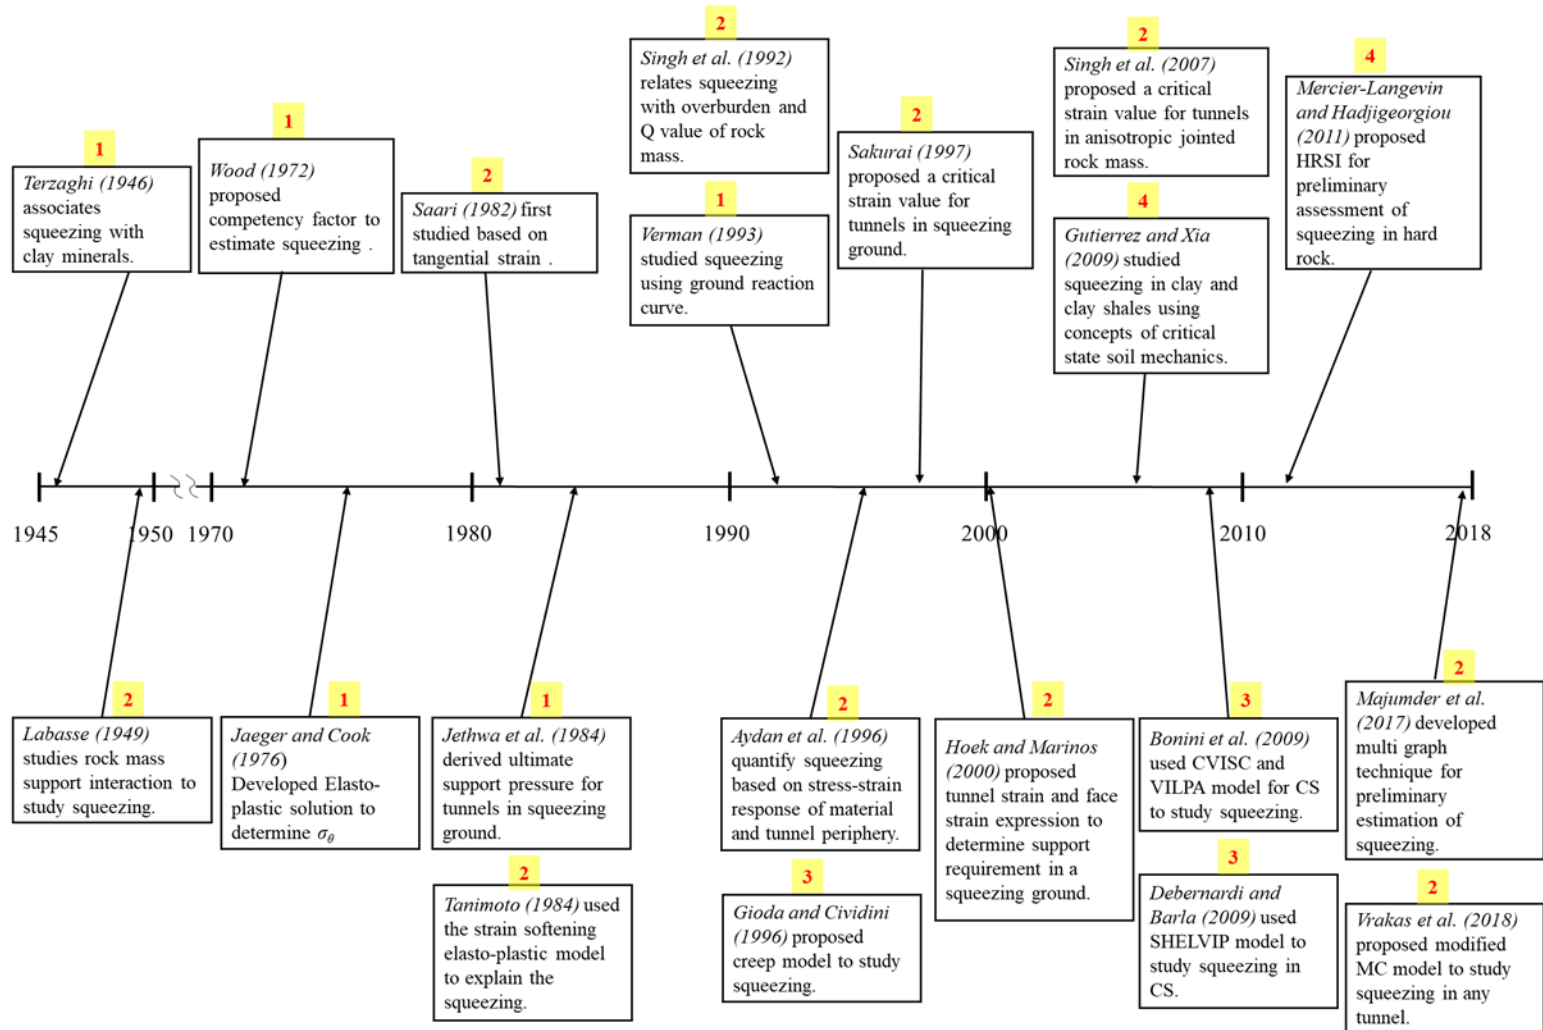 1
Terzaghi (1946)
associates
squeezing with
clay minerals.
1
Wood (1972)
proposed
competency factor to
estimate squeezing .
2
Saari (1982) first
studied based on
tangential strain .
2
Singh et al. (1992)
relates squeezing
with overburden and
Q value of rock
mass.
1
Verman (1993)
studied squeezing
using ground reaction
curve.
2
Sakurai (1997)
proposed a critical
strain value for
tunnels in squeezing
ground.
2
Singh et al. (2007)
proposed a critical
strain value for tunnels
in anisotropic jointed
rock mass.
4
Gutierrez and Xia
(2009) studied
squeezing in clay and
clay shales using
concepts of critical
state soil mechanics.
4
Mercier-Langevin
and Hadjigeorgiou
(2011) proposed
HRSI for
preliminary
assessment of
squeezing in hard
rock.
1945 1950 1970 1980 1990 2000 2010 2018
2
Labasse (1949)
studies rock mass
support interaction to
study squeezing.
1
Jaeger and Cook
(1976)
Developed Elasto-
plastic solution to
determine σθ
1
Jethwa et al. (1984)
derived ultimate
support pressure for
tunnels in squeezing
ground.
2
Tanimoto (1984) used
the strain softening
elasto-plastic model
to explain the
squeezing.
2
Aydan et al. (1996)
quantify squeezing
based on stress-strain
response of material
and tunnel periphery.
3
Gioda and Cividini
(1996) proposed
creep model to study
squeezing.
2
Hoek and Marinos
(2000) proposed
tunnel strain and face
strain expression to
determine support
requirement in a
squeezing ground.
3
Bonini et al. (2009)
used CVISC and
VILPA model for CS
to study squeezing.
3
Debernardi and
Barla (2009) used
SHELVIP model to
study squeezing in
CS.
2
Majumder et al.
(2017) developed
multi graph
technique for
preliminary
estimation of
squeezing.
2
Vrakas et al. (2018)
proposed modified
MC model to study
squeezing in any
tunnel.